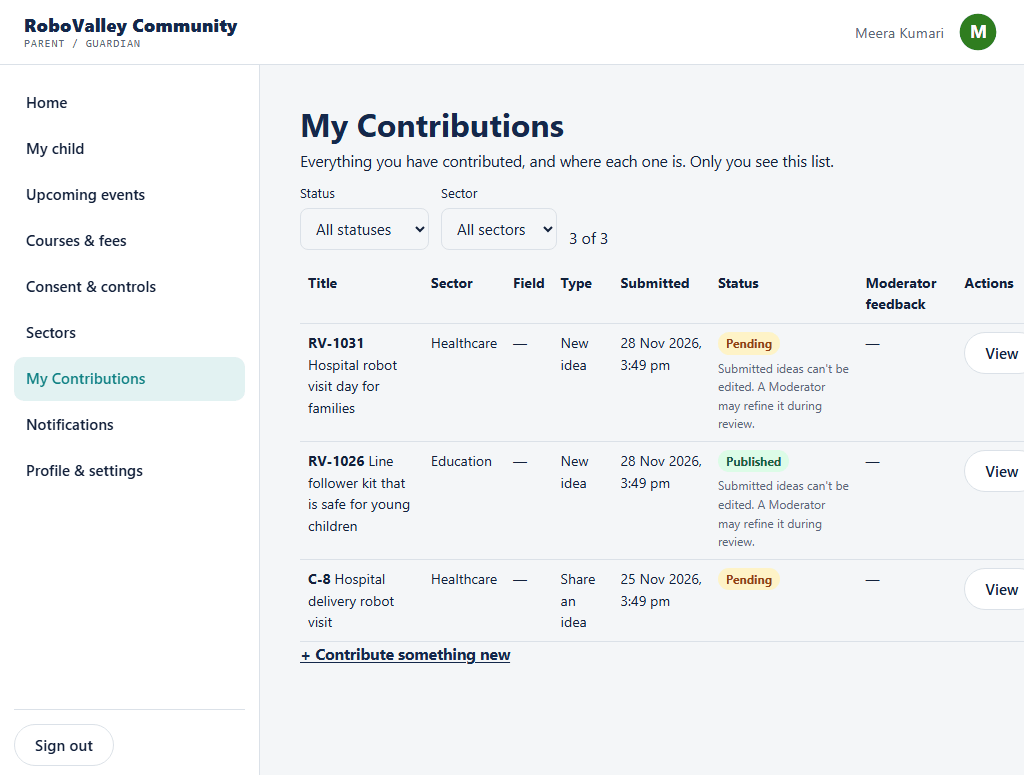 RoboValley Community
PARENT / GUARDIAN
Meera Kumari
M
Home
My child
Upcoming events
Courses & fees
Consent & controls
Sectors
My Contributions
Notifications
Profile & settings
Sign out
My Contributions
Everything you have contributed, and where each one is. Only you see this list.
Status
Sector
All statuses
All sectors
3 of 3
Title
Sector
Field
Type
Submitted
Status
Moderator
feedback
Actions
RV-1031
Hospital robot
visit day for
families
Healthcare
—
New
idea
28 Nov 2026,
3:49 pm
Pending
Submitted ideas can't be
edited. A Moderator
may refine it during
review.
—
View
RV-1026 Line
follower kit that
is safe for young
children
Education
—
New
idea
28 Nov 2026,
3:49 pm
Published
Submitted ideas can't be
edited. A Moderator
may refine it during
review.
—
View
C-8 Hospital
delivery robot
visit
Healthcare
—
Share
an
idea
25 Nov 2026,
3:49 pm
Pending
—
View
+ Contribute something new